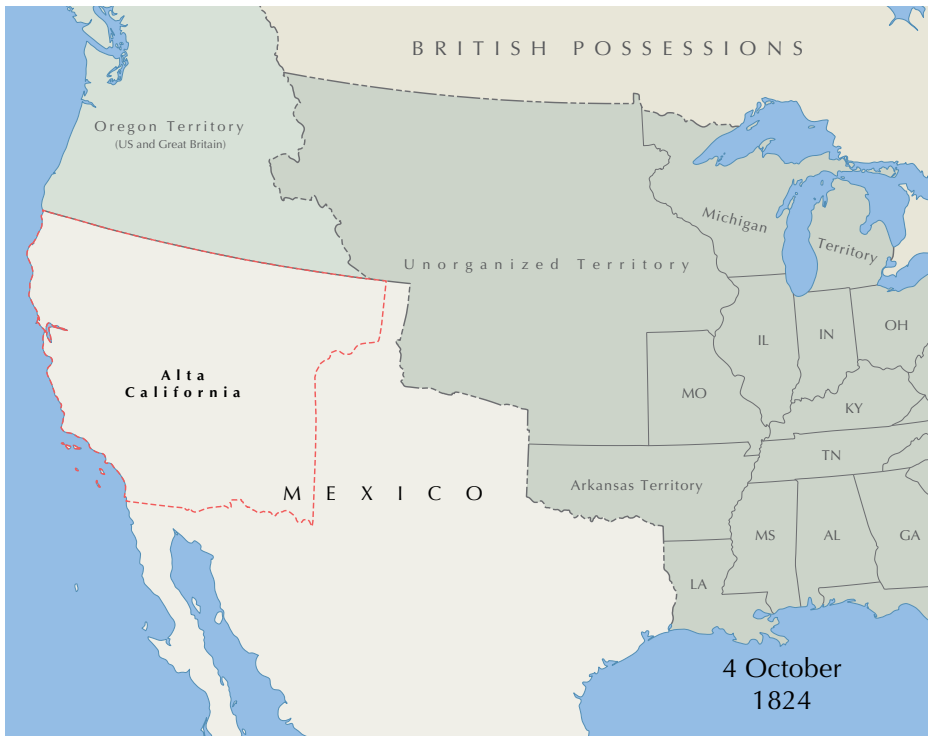 BRITISH POSSESSIONS
Oregon Territory
(US and Great Britain)
Michigan
Territory
Unorganized Territory
IL
IN
OH
Alta
California
MO
KY
TN
MEXICO
Arkansas Territory
MS
AL
GA
LA
4 October
1824